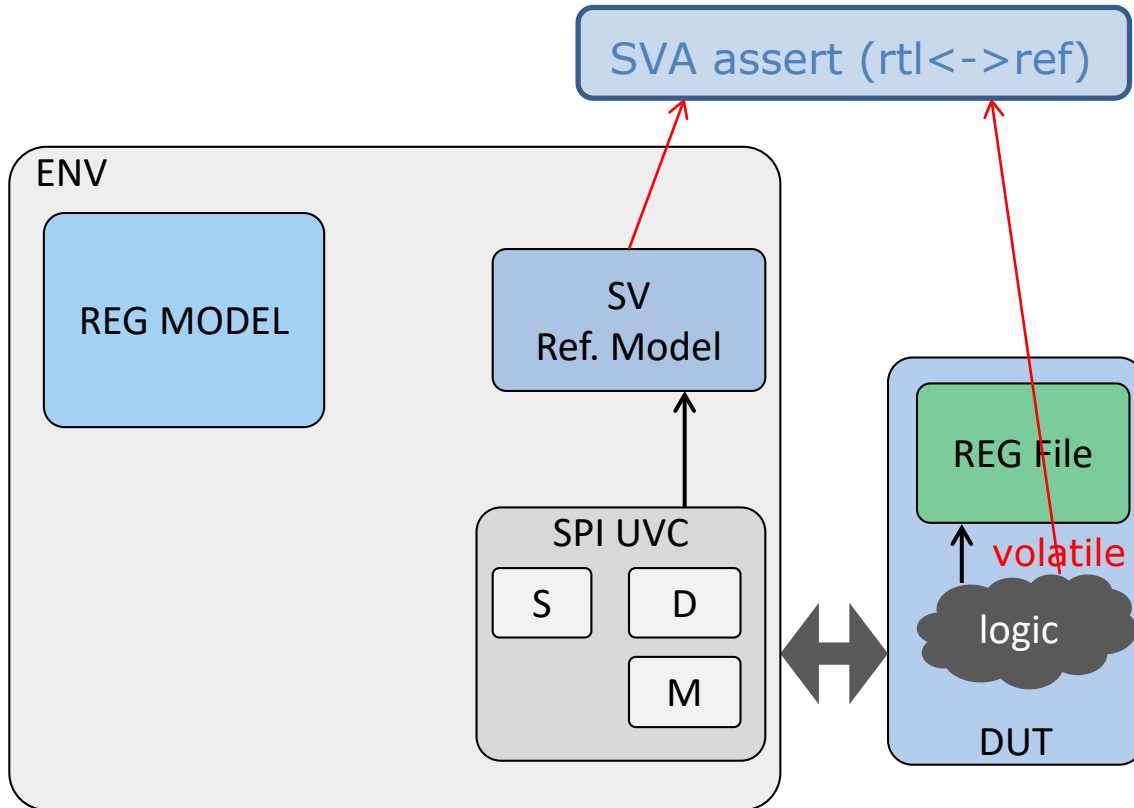 SVA assert (rtl<->ref)
ENV
REG MODEL
SV
Ref. Model
REG File
SPI UVC
volatile
S
D
logic
M
DUT